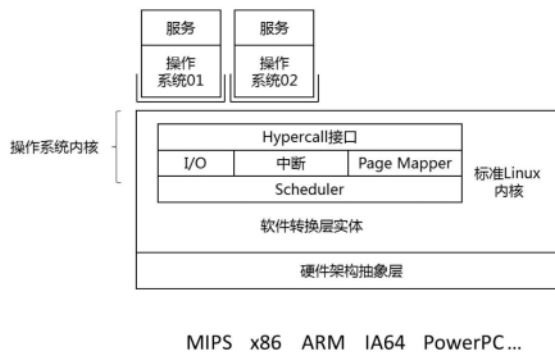 服务
服务
操作
系统01
操作
系统02
操作系统内核
Hypercall接口
I/O
中断
Page Mapper
Scheduler
标准Linux
内核
软件转换层实体
硬件架构抽象层
MIPS x86 ARM IA64 PowerPC...